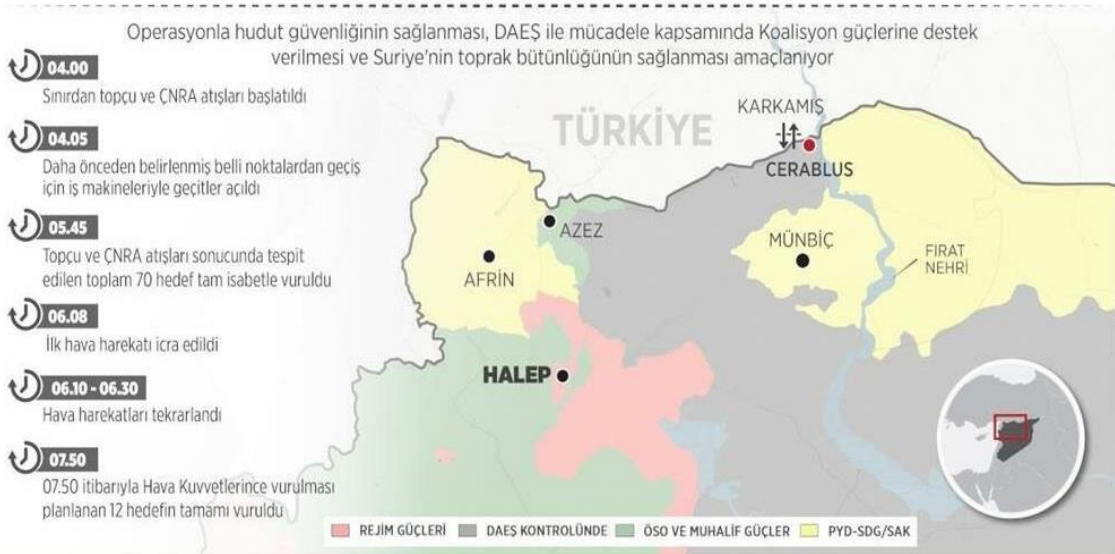 Operasyonla hudut güvenliğinin sağlanması, DAEŞ ile mücadele kapsamında Koalisyon güçlerine destek
verilmesi ve Suriye'nin toprak bütünlüğünün sağlanması amaçlanıyor
04.00
Sınırdan topçu ve ÇNRA atışları başlatıldı
04.05
Daha önceden belirlenmiş belli noktalardan geçiş
için iş makineleriyle geçitler açıldı
05.45
Topçu ve ÇNRA atışları sonucunda tespit
edilen toplam 70 hedef tam isabetle vuruldu
06.08
İlk hava harekatı icra edildi
06.10 - 06.30
Hava harekatları tekrarlandı
07.50
07.50 itibarıyla Hava Kuvvetlerince vurulması
planlanan 12 hedefin tamamı vuruldu
TÜRKİYE
KARKAMIŞ
CERABLUS
AZEZ
AFRİN
MÜNBİÇ
FIRAT
NEHRİ
HALEP
REJİM GÜÇLERİ
DAEŞ KONTROLÜNDE
ÖSO VE MUHALİF GÜÇLER
PYD-SDG/SAK